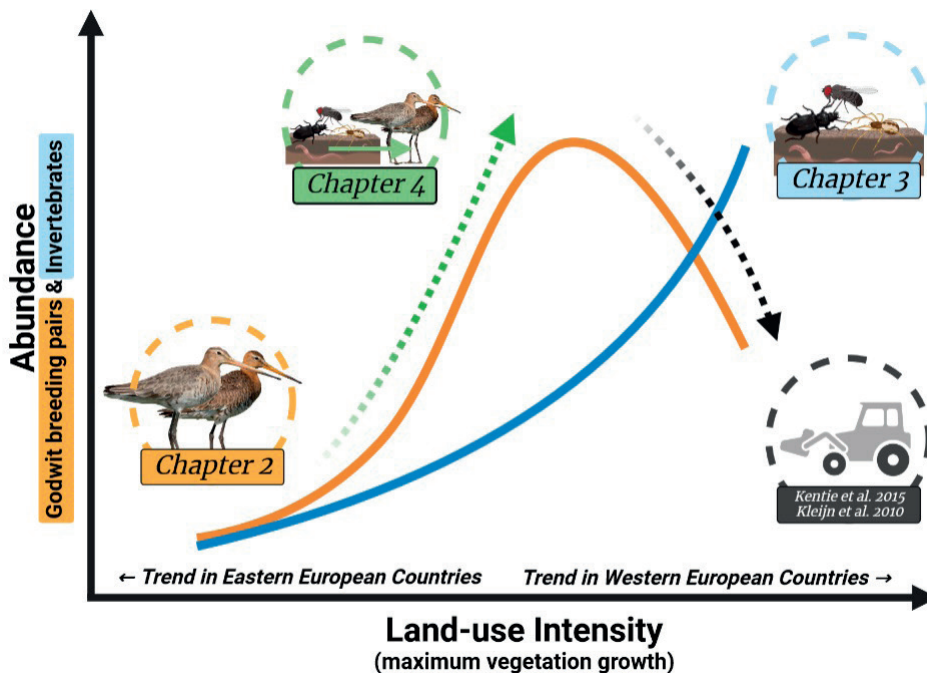 Abundance
Godwit breeding pairs & Invertebrates
Chapter 4
Chapter 3
Chapter 2
Kentie et al. 2015
Kleijn et al. 2010
← Trend in Eastern European Countries
Trend in Western European Countries →
Land-use Intensity
(maximum vegetation growth)